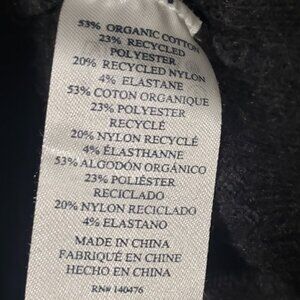 53% ORGANIC COTTON
23% RECYCLED
POLYESTER
20% RECYCLED NYLON
4% ELASTANE
53% COTON ORGANIQUE
23% POLYESTER
RECYCLÉ
20% NYLON RECYCLÉ
4% ÉLASTHANNE
53% ALGODÓN ORGÁNICO
23% POLIÉSTER
RECICLADO
20% NYLON RECICLADO
4% ELASTANO
MADE IN CHINA
FABRIQUÉ EN CHINE
HECHO EN CHINA
RN# 140476